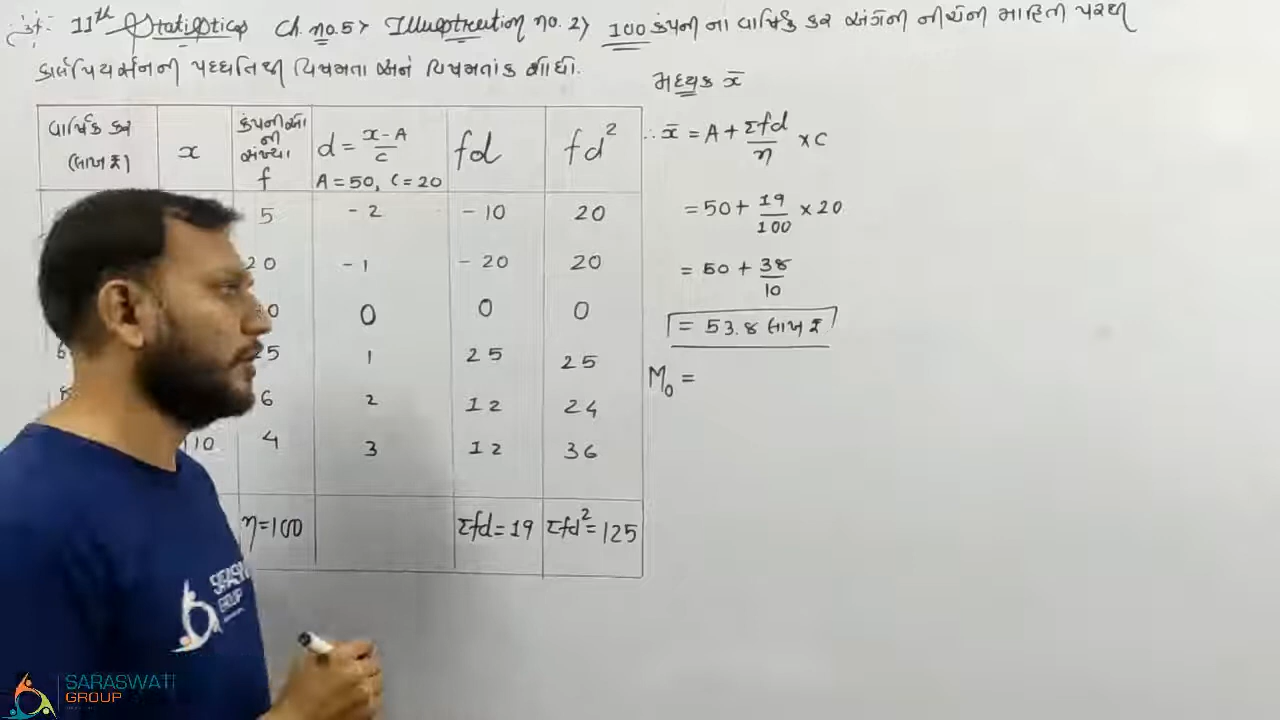 11th Statistics Ch. no. 5> Illustration no. 2) 100 કંપની ના વાર્ષિક કર અંગેની નીચેની માહિતી પરથી
કાર્લપિયર્સનની પધ્ધતિથી વિષમતા અને વિષમતાંક શોધો.
વાર્ષિક કર (લાખ ₹) x કંપનીઓ ની સંખ્યા f d = x-A/c A = 50, C = 20 fd fd²
5 -2 -10 20
20 -1 -20 20
0 0 0 0
25 1 25 25
6 2 12 24
110 4 3 12 36
n=100 Σfd = 19 Σfd² = 125
મધ્યક x̄
∴ x̄ = A + Σfd/n × C
= 50 + 19/100 × 20
= 50 + 38/10
= 53.8 લાખ ₹
M₀ =
SARASWATI
GROUP